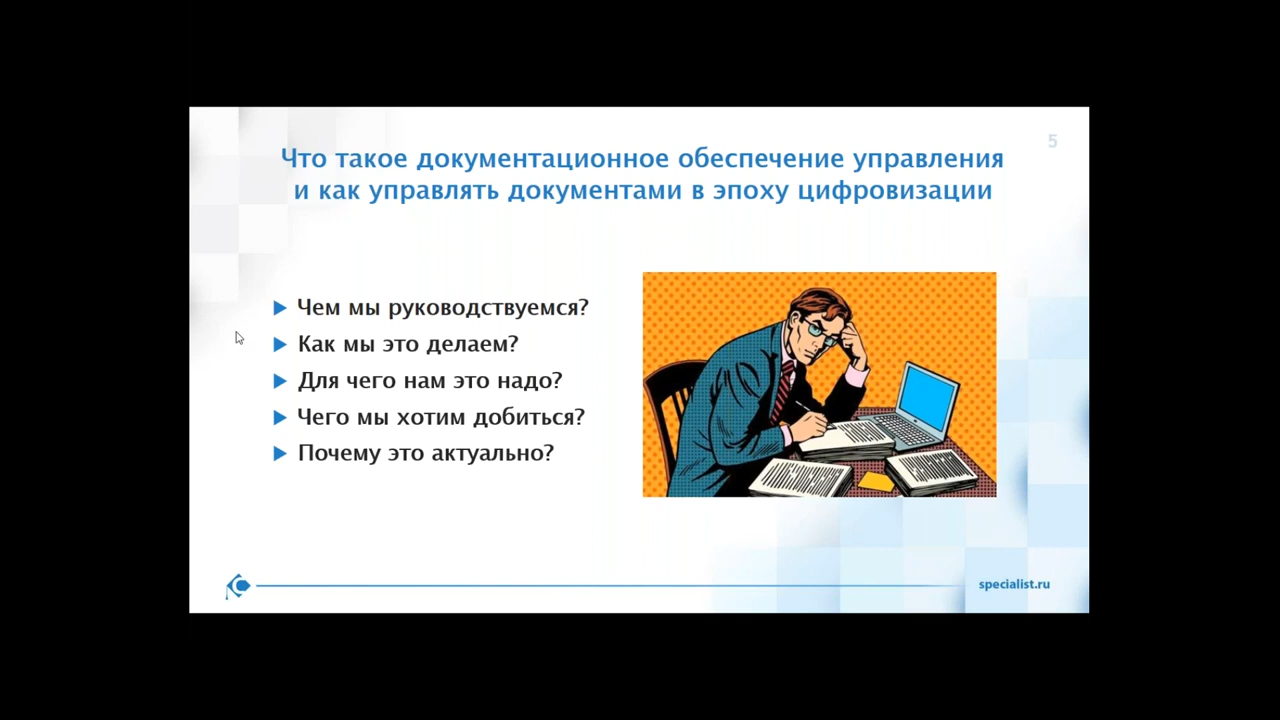 5
Что такое документационное обеспечение управления
и как управлять документами в эпоху цифровизации
Чем мы руководствуемся?
Как мы это делаем?
Для чего нам это надо?
Чего мы хотим добиться?
Почему это актуально?
specialist.ru